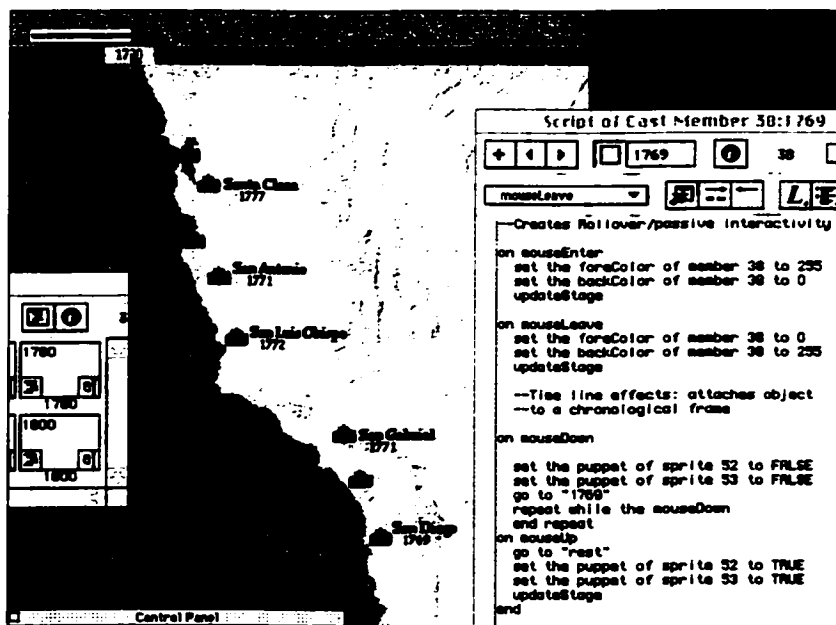 1770
Santa Clara
1777
San Antonio
1771
San Luis Obispo
1772
San Gabriel
1771
San Diego
1769
1780
1780
1800
1800
Control Panel
Script of Cast Member 38:1769
1769
38
mouseLeave
--Creates Rollover/passive interactivity
on mouseEnter
set the foreColor of member 38 to 255
set the backColor of member 38 to 0
updateStage
on mouseLeave
set the foreColor of member 38 to 0
set the backColor of member 38 to 255
updateStage
--Time line effects: attaches object
--to a chronological frame
on mouseDown
set the puppet of sprite 52 to FALSE
set the puppet of sprite 53 to FALSE
go to "1769"
repeat while the mouseDown
end repeat
on mouseUp
go to "rest"
set the puppet of sprite 52 to TRUE
set the puppet of sprite 53 to TRUE
updateStage
end